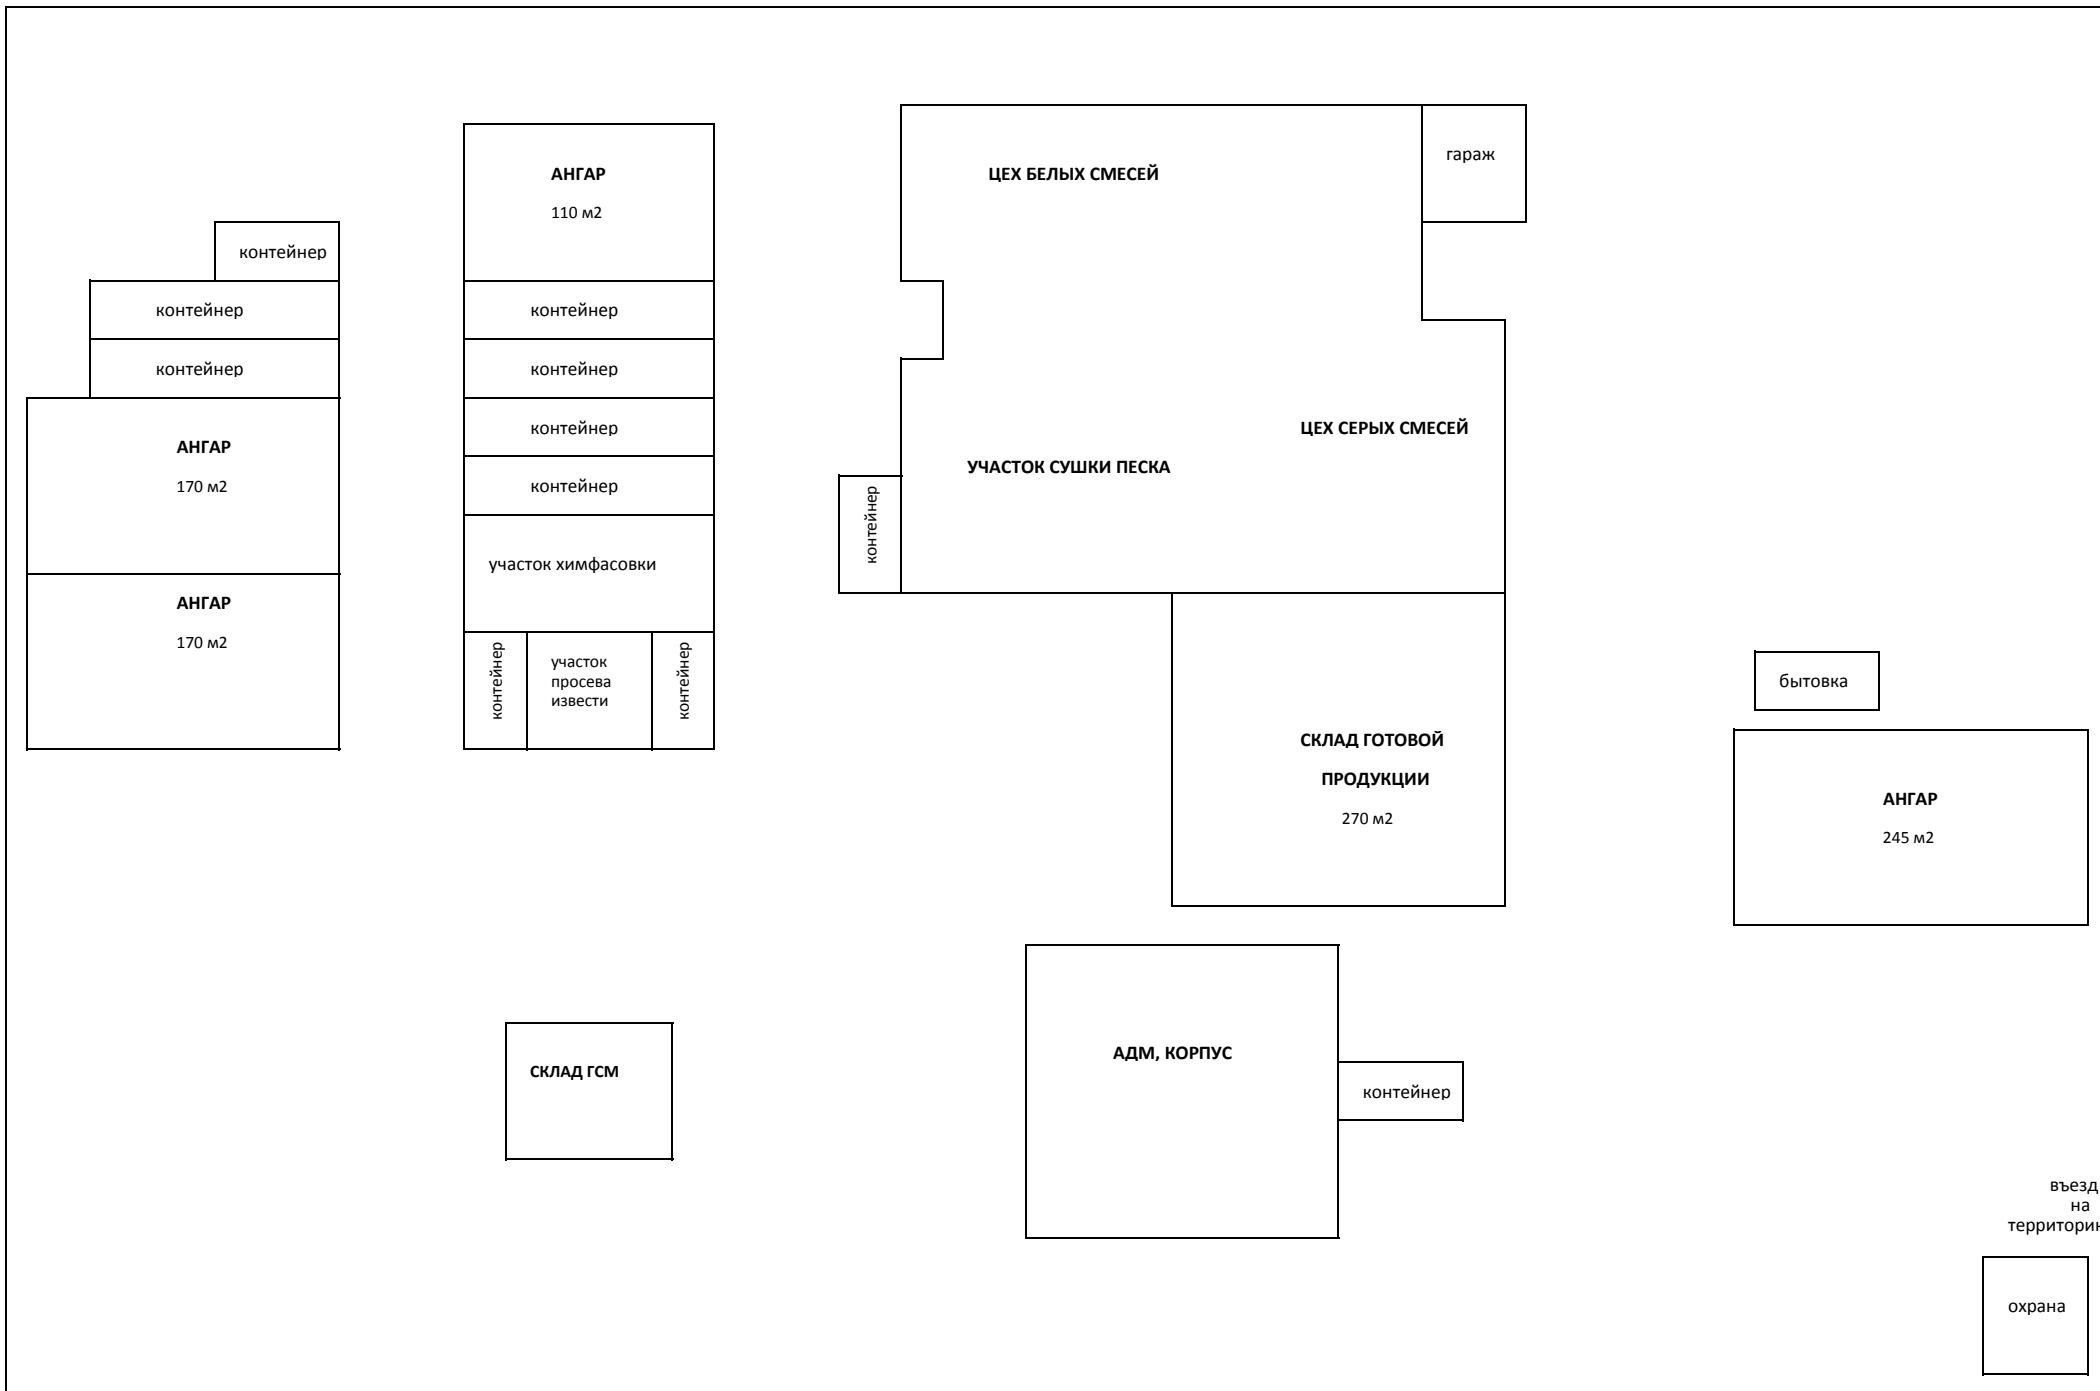 АНГАР
110 м2
контейнер
контейнер
контейнер
АНГАР
170 м2
АНГАР
170 м2
контейнер
контейнер
контейнер
контейнер
участок химфасовки
контейнер
участок
просева
извести
контейнер
ЦЕХ БЕЛЫХ СМЕСЕЙ
гараж
ЦЕХ СЕРЫХ СМЕСЕЙ
УЧАСТОК СУШКИ ПЕСКА
контейнер
СКЛАД ГОТОВОЙ
ПРОДУКЦИИ
270 м2
бытовка
АНГАР
245 м2
СКЛАД ГСМ
АДМ, КОРПУС
контейнер
въезд
на
охрана